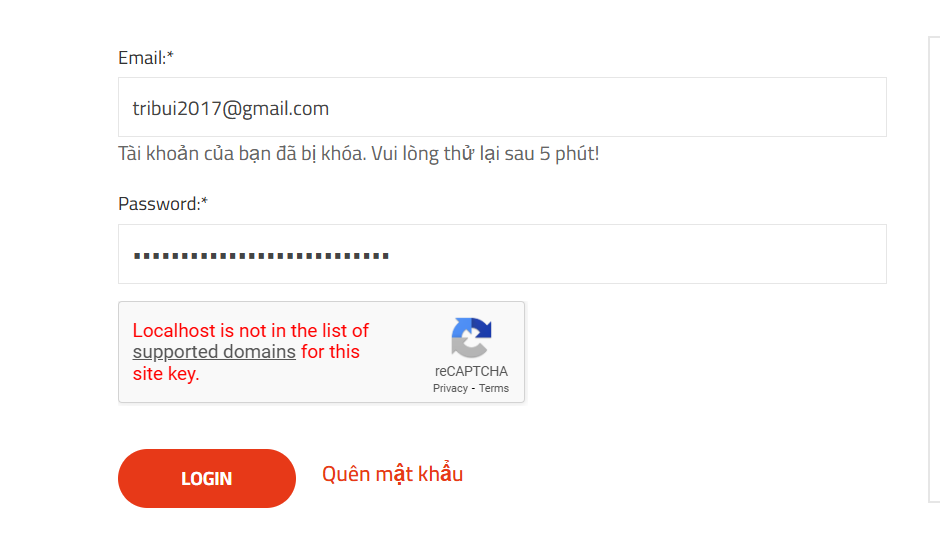 Email:*
tribui2017@gmail.com
Tài khoản của bạn đã bị khóa. Vui lòng thử lại sau 5 phút!
Password:*
Localhost is not in the list of
supported domains for this
site key.
reCAPTCHA
Privacy - Terms
LOGIN
Quên mật khẩu